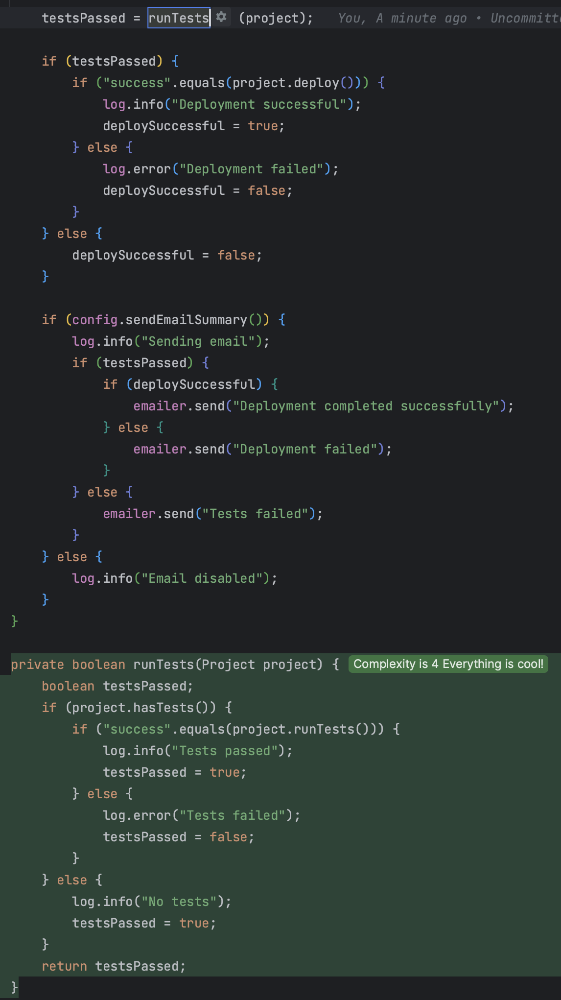 testsPassed = runTests (project); You, A minute ago • Uncommitte
if (testsPassed) {
if ("success".equals(project.deploy())) {
log.info("Deployment successful");
deploySuccessful = true;
} else {
log.error("Deployment failed");
deploySuccessful = false;
}
} else {
deploySuccessful = false;
}
if (config.sendEmailSummary()) {
log.info("Sending email");
if (testsPassed) {
if (deploySuccessful) {
emailer.send("Deployment completed successfully");
} else {
emailer.send("Deployment failed");
}
} else {
emailer.send("Tests failed");
}
} else {
log.info("Email disabled");
}
}
private boolean runTests(Project project) { Complexity is 4 Everything is cool!
boolean testsPassed;
if (project.hasTests()) {
if ("success".equals(project.runTests())) {
log.info("Tests passed");
testsPassed = true;
} else {
log.error("Tests failed");
testsPassed = false;
}
} else {
log.info("No tests");
testsPassed = true;
}
return testsPassed;
}